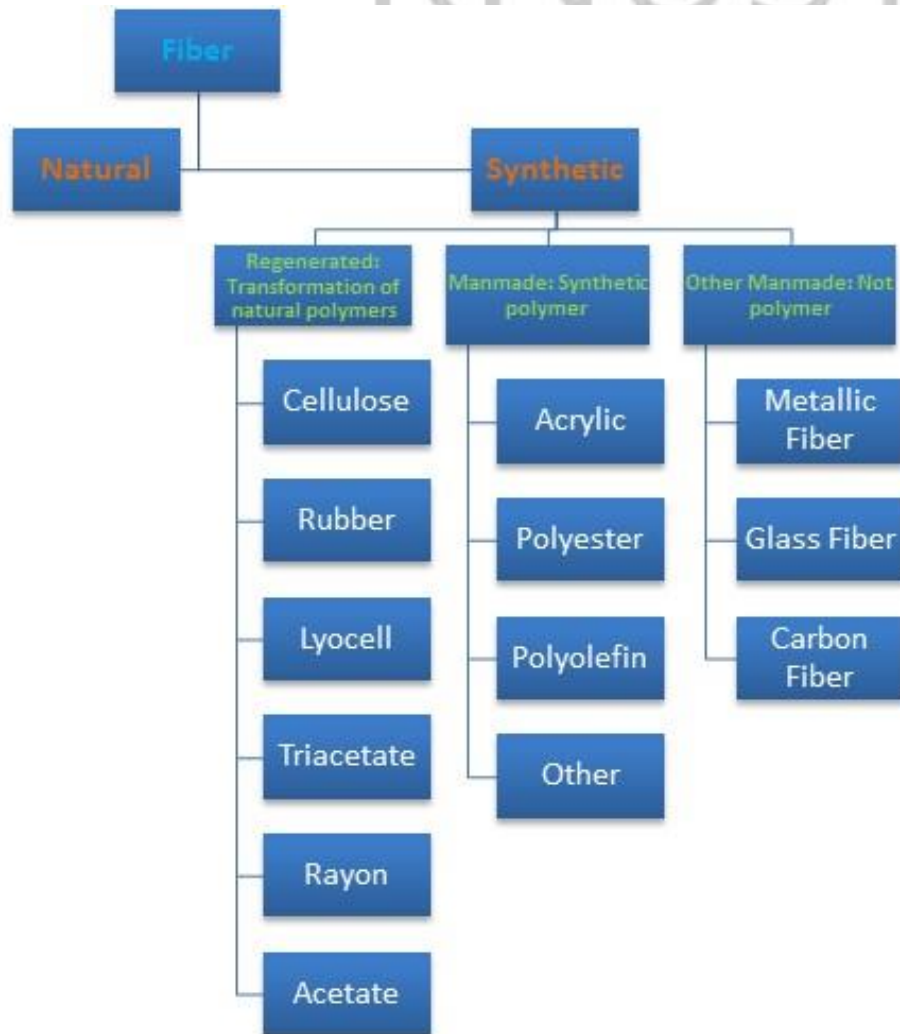 Fiber
Natural
Synthetic
Regenerated:
Transformation of
natural polymers
Manmade: Synthetic
polymer
Other Manmade: Not
polymer
Cellulose
Rubber
Lyocell
Triacetate
Rayon
Acetate
Acrylic
Polyester
Polyolefin
Other
Metallic
Fiber
Glass Fiber
Carbon
Fiber